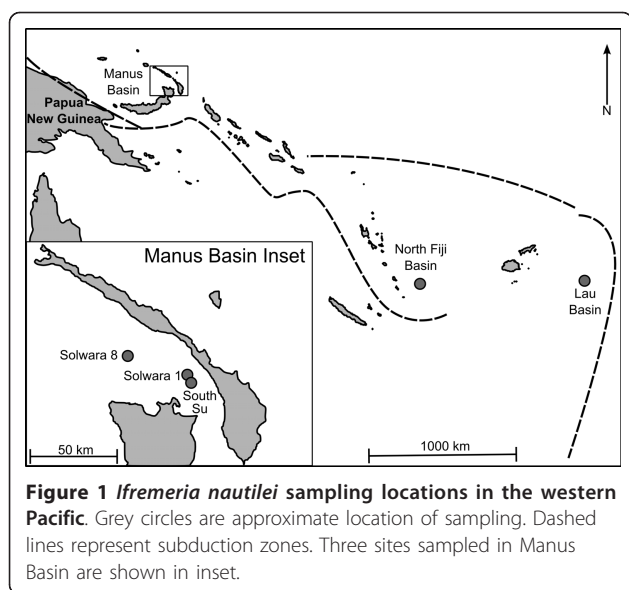 Manus
Basin
Papua
New Guinea
N
North Fiji
Basin
Lau
Basin
Manus Basin Inset
Solwara 8
Solwara 1
South
Su
50 km
1000 km
Figure 1 Ifremeria nautilei sampling locations in the western
Pacific. Grey circles are approximate location of sampling. Dashed
lines represent subduction zones. Three sites sampled in Manus
Basin are shown in inset.